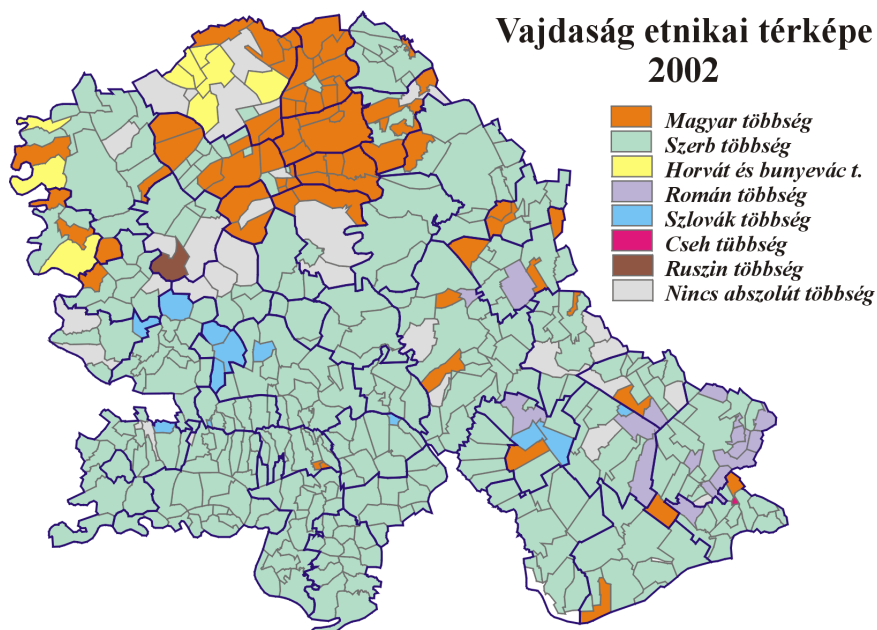 Vajdaság etnikai térképe
2002
Magyar többség
Szerb többség
Horvát és bunyevác t.
Román többség
Szlovák többség
Cseh tübbség
Ruszin többség
Nincs abszolút többség